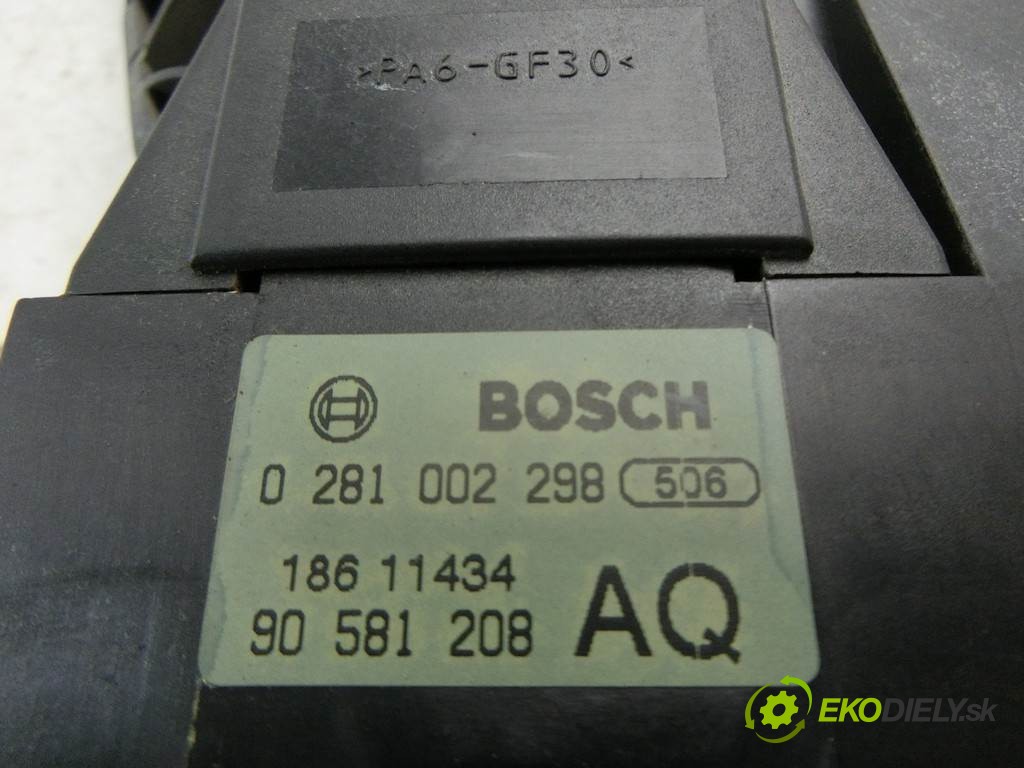 >PA6-GF30<
BOSCH
0 281 002 298 506
186 11434
90 581 208 AQ
EKODIELY.sk